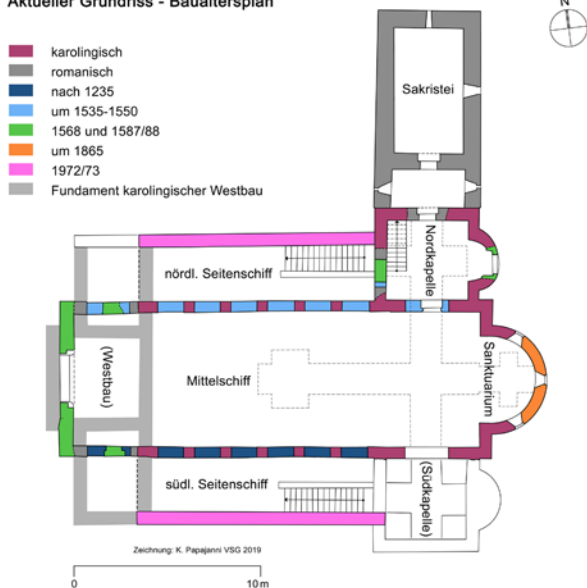 Aktueller Grundriss - Baualtersplan
N
karolingisch
romanisch
nach 1235
um 1535-1550
1568 und 1587/88
um 1865
1972/73
Fundament karolingischer Westbau
Sakristei
Nordkapelle
nördl. Seitenschiff
(Westbau)
Mittelschiff
Sanktuarium
südl. Seitenschiff
(Südkapelle)
Zeichnung: K. Papajanni VSG 2019
0 10 m